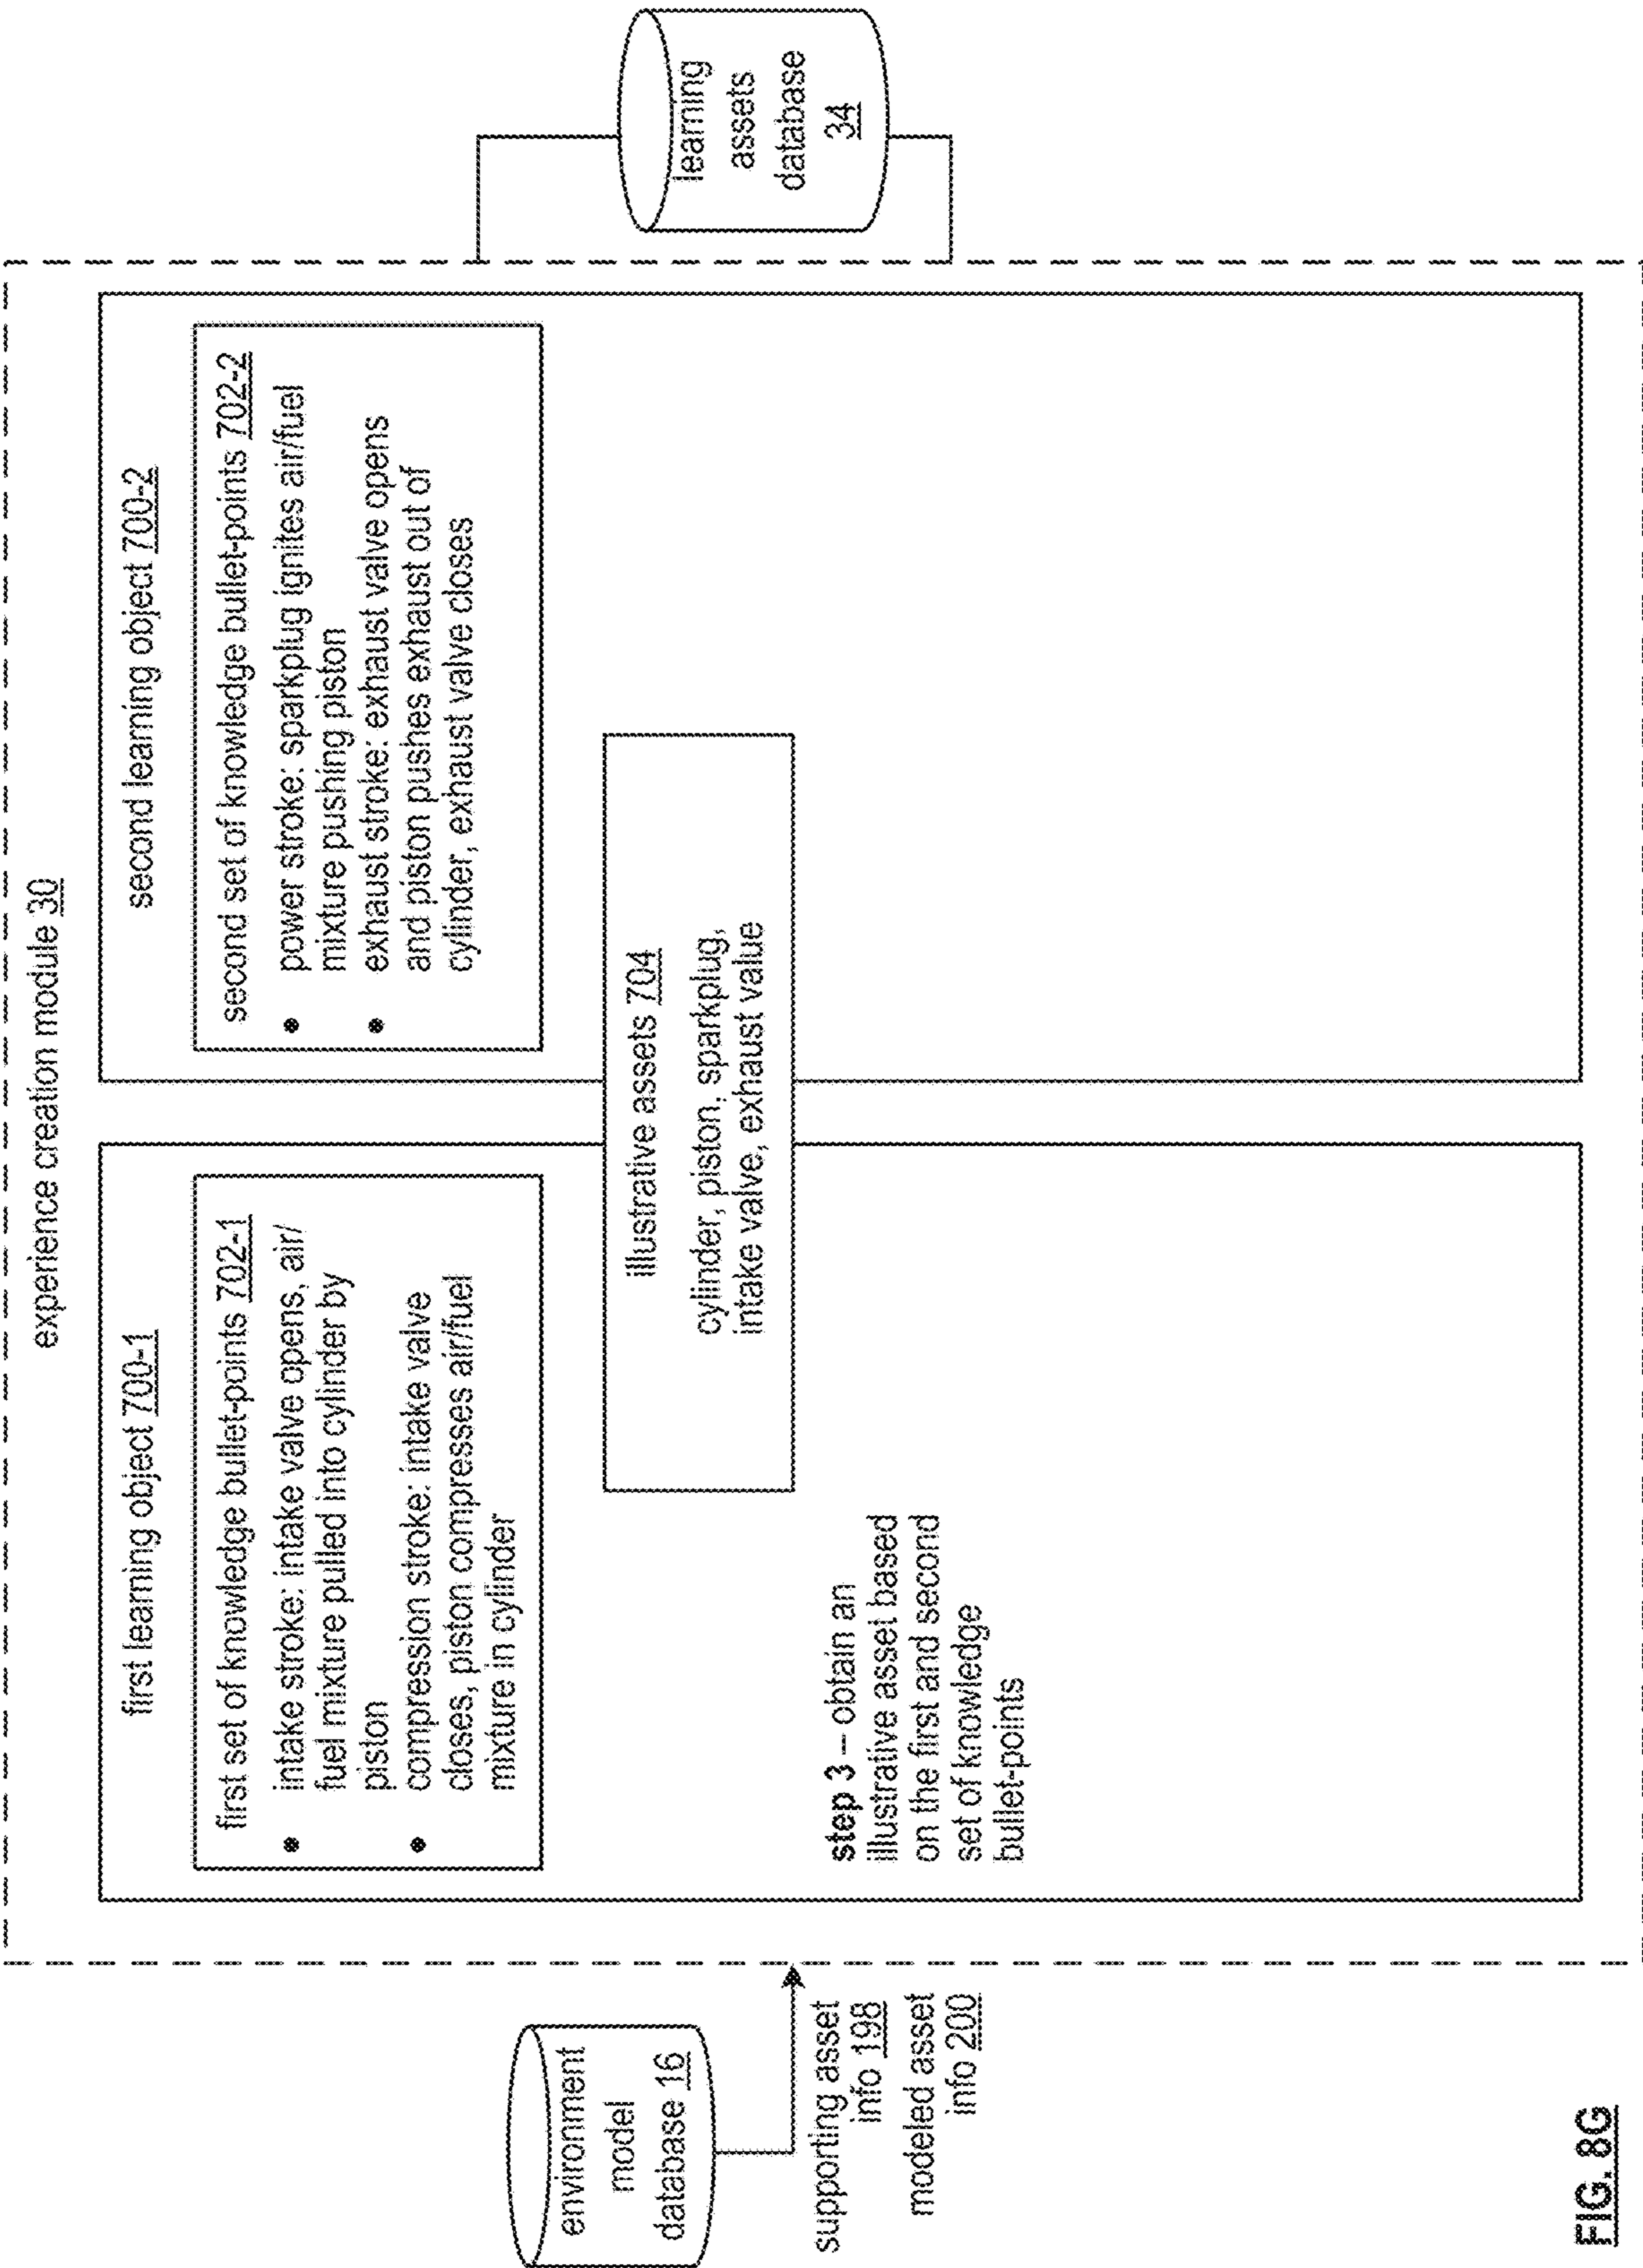 experience creation module 30
first learning object 700-1
first set of knowledge bullet-points 702-1
• intake stroke: intake valve opens, air/
fuel mixture pulled into cylinder by
piston
• compression stroke: intake valve
closes, piston compresses air/fuel
mixture in cylinder
second learning object 700-2
second set of knowledge bullet-points 702-2
• power stroke: sparkplug ignites air/fuel
mixture pushing piston
• exhaust stroke: exhaust valve opens
and piston pushes exhaust out of
cylinder, exhaust valve closes
illustrative assets 704
cylinder, piston, sparkplug,
intake valve, exhaust value
step 3 – obtain an
illustrative asset based
on the first and second
set of knowledge
bullet-points
environment
model
database 16
supporting asset
info 198
modeled asset
info 200
learning
assets
database
34
FIG. 8G